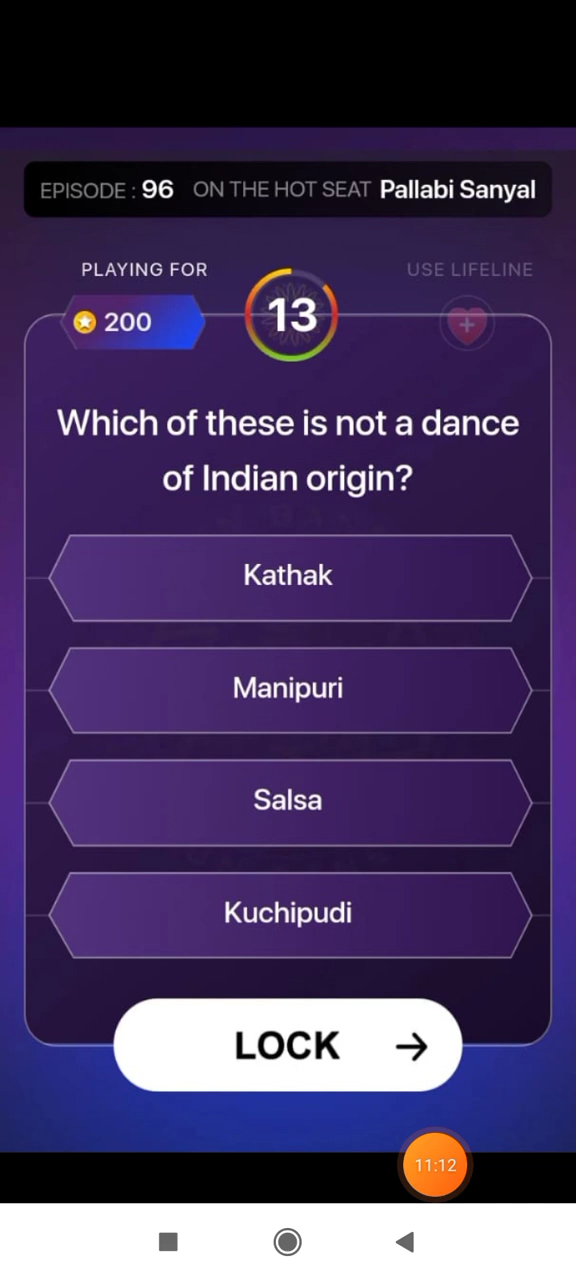 EPISODE : 96 ON THE HOT SEAT Pallabi Sanyal
PLAYING FOR
USE LIFELINE
200
13
Which of these is not a dance
of Indian origin?
Kathak
Manipuri
Salsa
Kuchipudi
LOCK
11:12